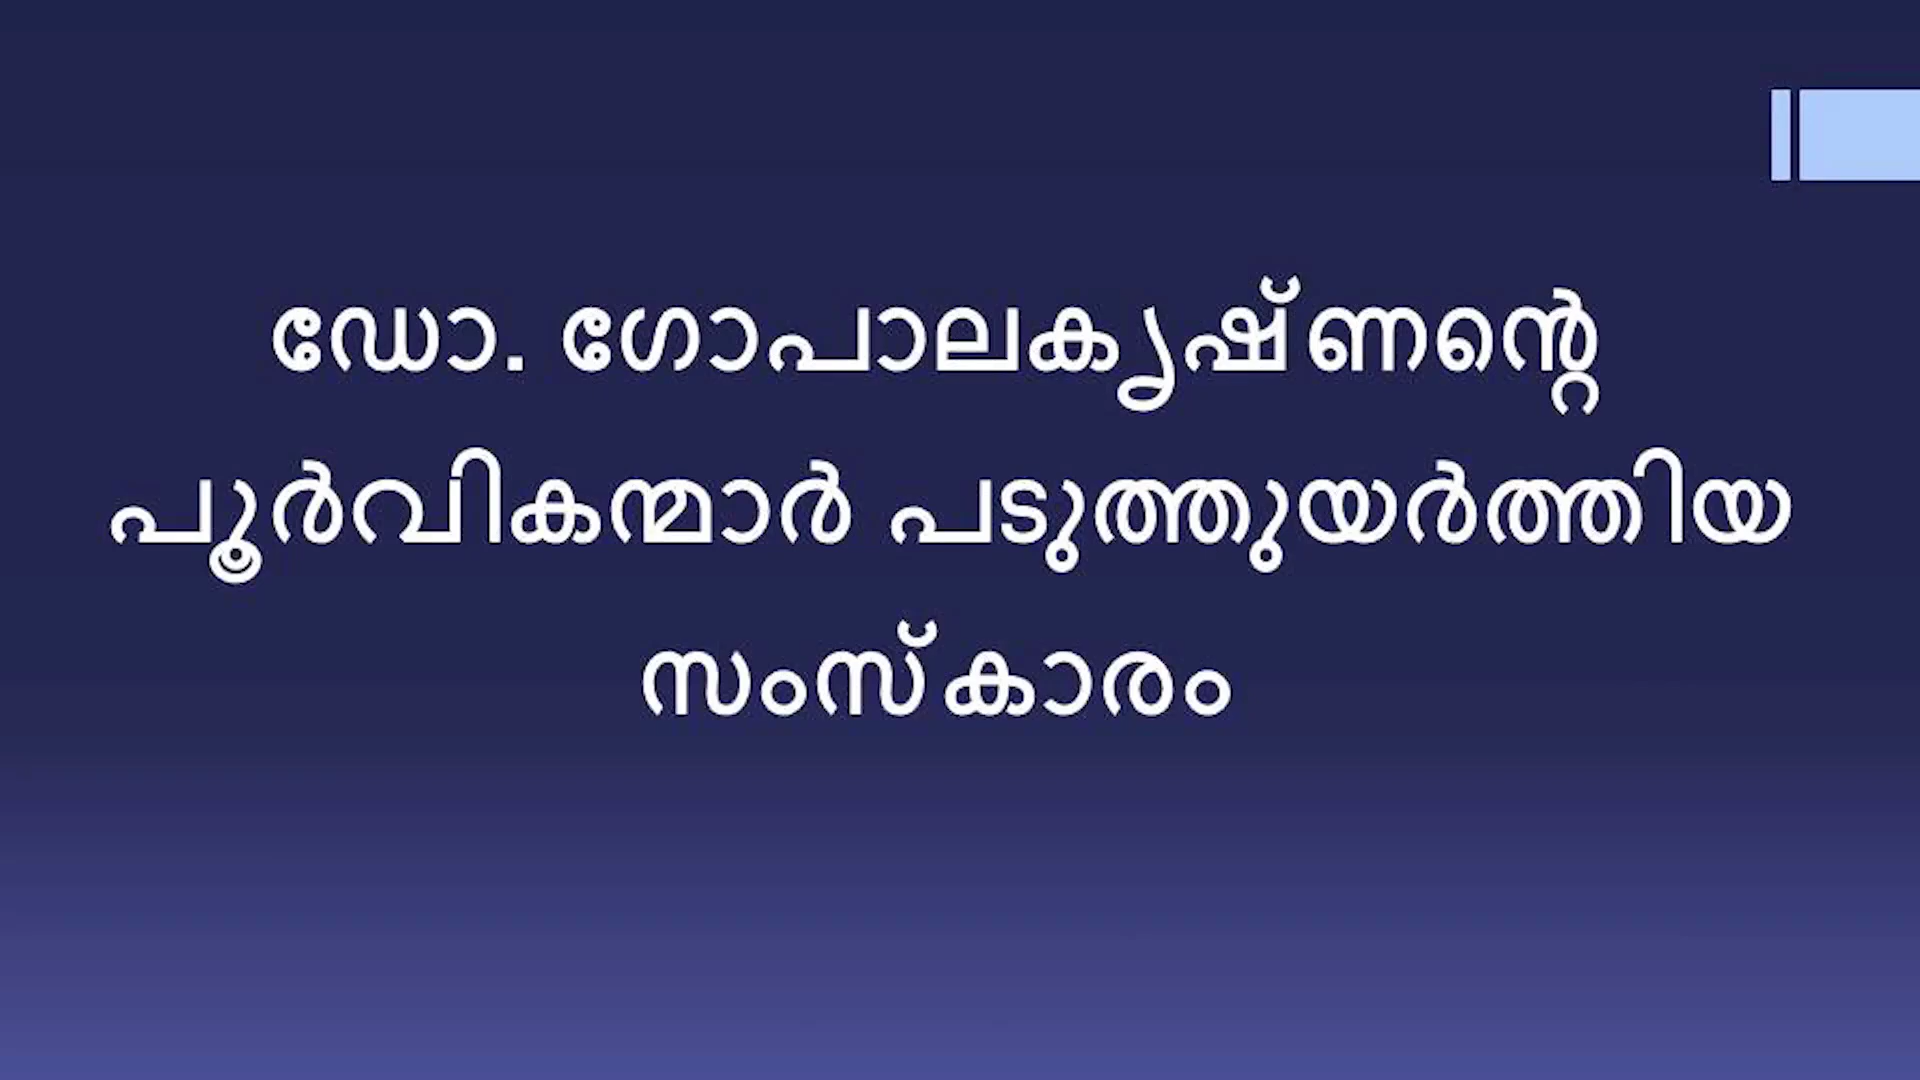 ഡോ. ഗോപാലകൃഷ്ണന്റെ
പൂർവികന്മാർ പടുത്തുയർത്തിയ
സംസ്കാരം